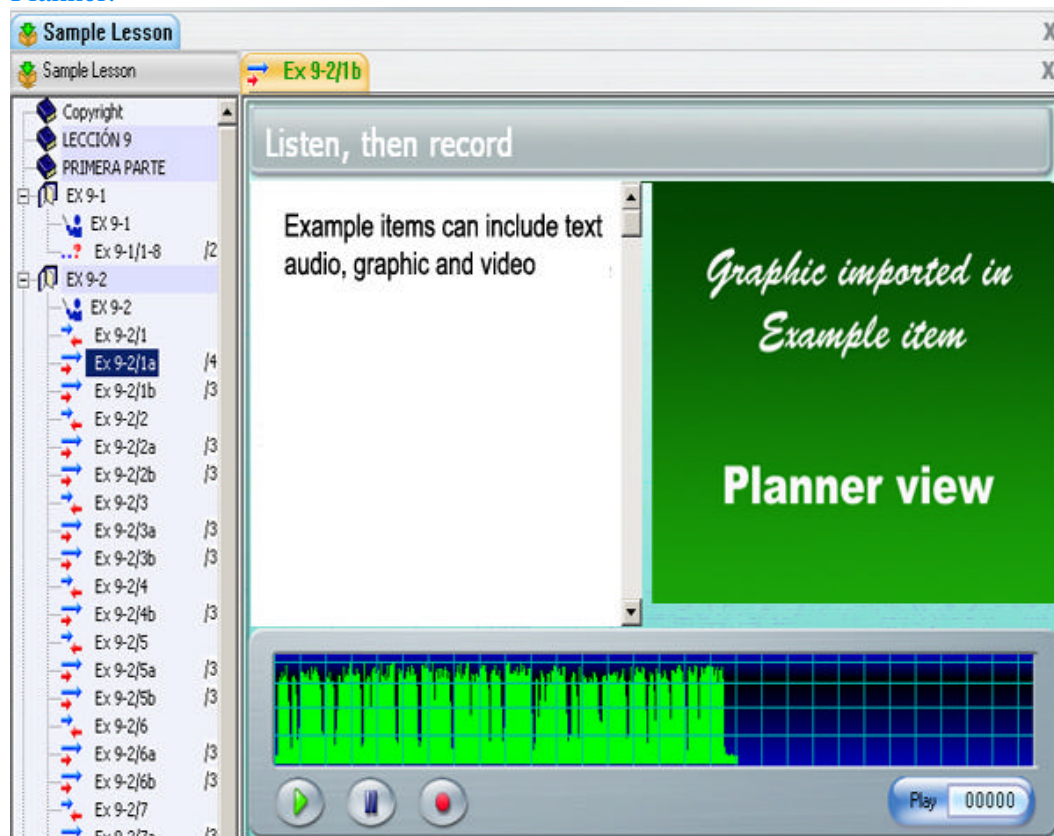 Sample Lesson
X
Sample Lesson
Ex 9-2/1b
X
Copyright
LECCIÓN 9
PRIMERA PARTE
EX 9-1
EX 9-1
Ex 9-1/1-8 /2
EX 9-2
EX 9-2
Ex 9-2/1
Ex 9-2/1a /4
Ex 9-2/1b /3
Ex 9-2/2
Ex 9-2/2a /3
Ex 9-2/2b /3
Ex 9-2/3
Ex 9-2/3a /3
Ex 9-2/3b /3
Ex 9-2/4
Ex 9-2/4b /3
Ex 9-2/5
Ex 9-2/5a /3
Ex 9-2/5b /3
Ex 9-2/6
Ex 9-2/6a /3
Ex 9-2/6b /3
Ex 9-2/7
Listen, then record
Example items can include text
audio, graphic and video
Graphic imported in
Example item
Planner view
Play 00000